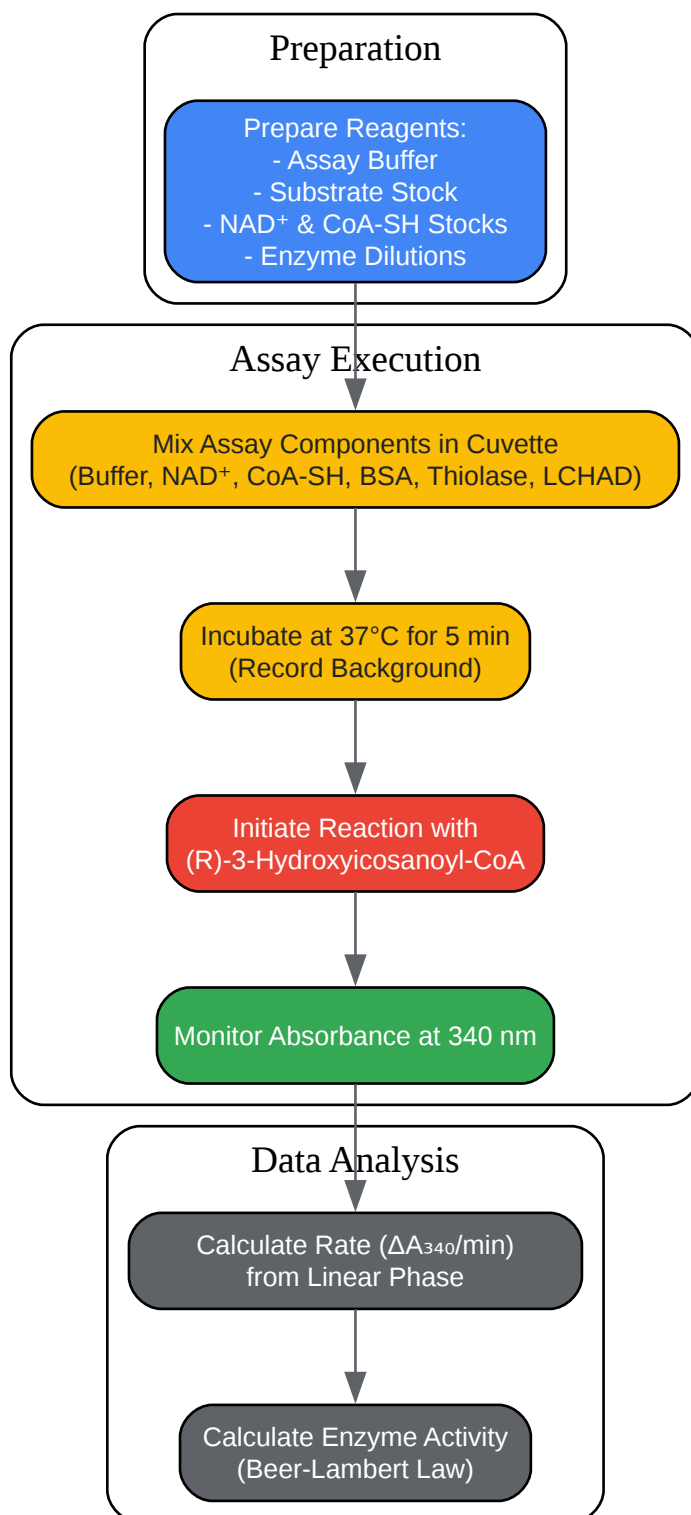 Preparation
Prepare Reagents:
- Assay Buffer
- Substrate Stock
- NAD⁺ & CoA-SH Stocks
- Enzyme Dilutions
Assay Execution
Mix Assay Components in Cuvette
(Buffer, NAD⁺, CoA-SH, BSA, Thiolase, LCHAD)
Incubate at 37°C for 5 min
(Record Background)
Initiate Reaction with
(R)-3-Hydroxyicosanoyl-CoA
Monitor Absorbance at 340 nm
Data Analysis
Calculate Rate (ΔA₃₄₀/min)
from Linear Phase
Calculate Enzyme Activity
(Beer-Lambert Law)